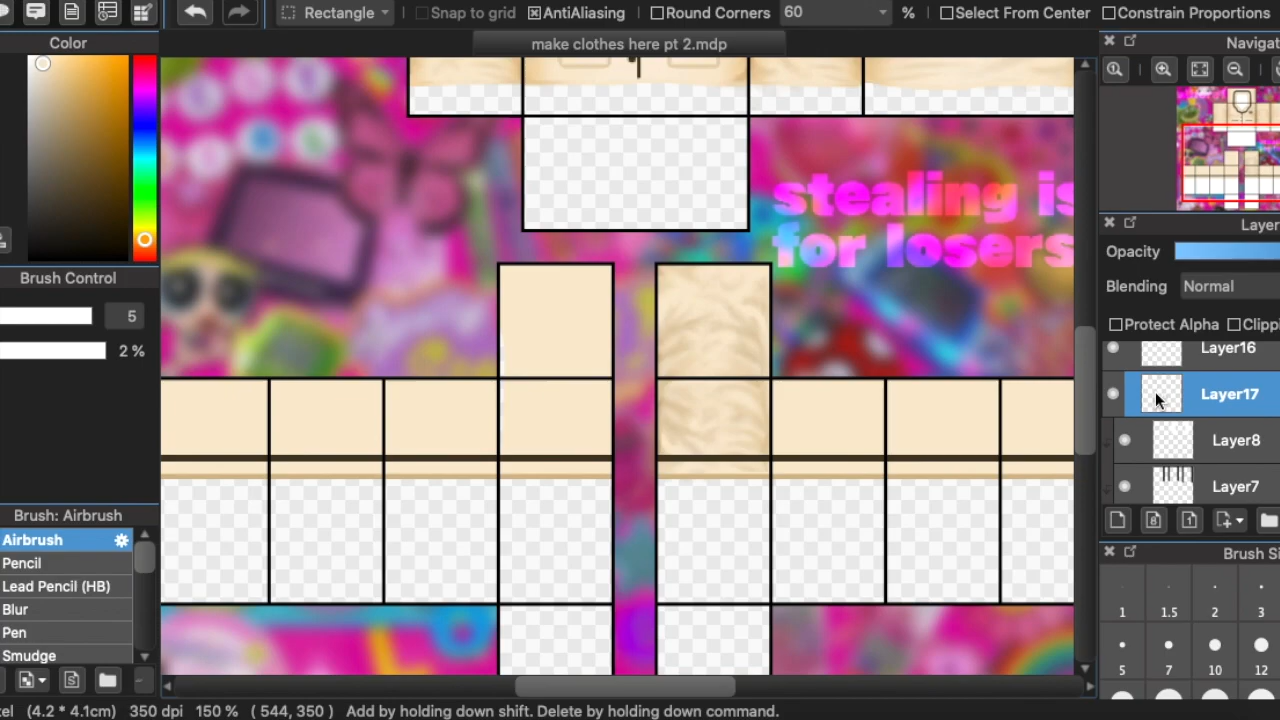 Rectangle
Snap to grid
AntiAliasing
Round Corners
60
%
Select From Center
Constrain Proportions
Color
make clothes here pt 2.mdp
Navigat
Layer
Opacity
Blending
Normal
Protect Alpha
Clippi
Layer16
Layer17
Layer8
Layer7
Brush Control
5
2 %
stealing is
for losers
Brush: Airbrush
Airbrush
Pencil
Lead Pencil (HB)
Blur
Pen
Smudge
Brush Si
1
1.5
2
3
5
7
10
12
xel (4.2 * 4.1cm) 350 dpi 150 % ( 544, 350 ) Add by holding down shift. Delete by holding down command.